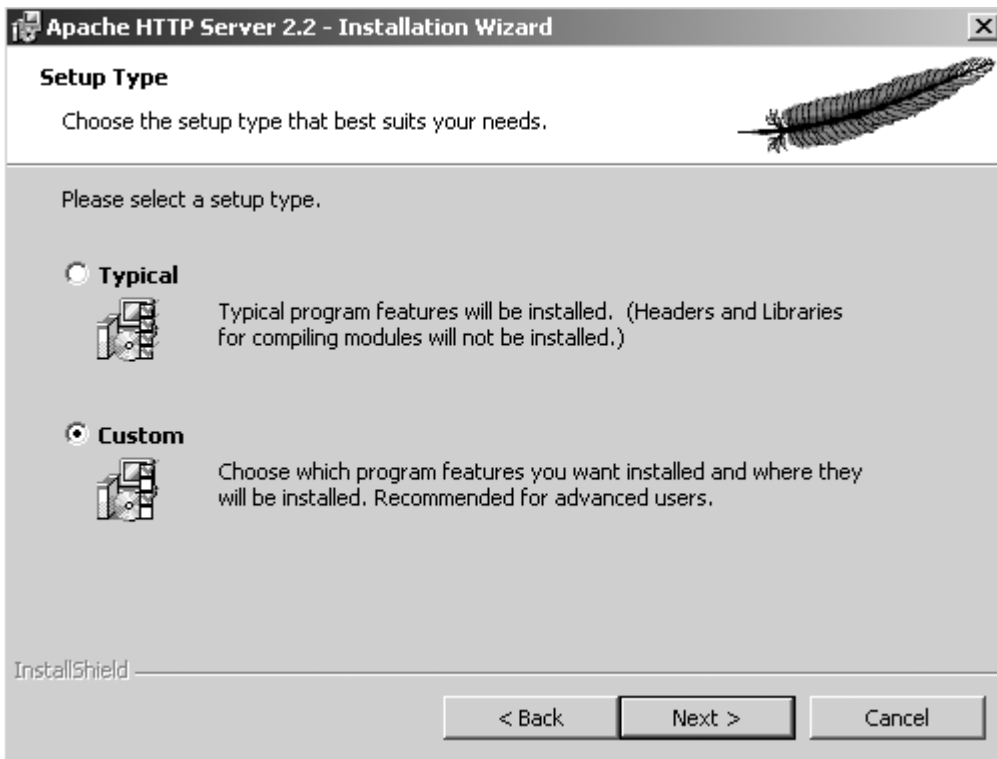 Apache HTTP Server 2.2 - Installation Wizard
Setup Type
Choose the setup type that best suits your needs.
Please select a setup type.
Typical
Typical program features will be installed. (Headers and Libraries
for compiling modules will not be installed.)
Custom
Choose which program features you want installed and where they
will be installed. Recommended for advanced users.
InstallShield
< Back
Next >
Cancel